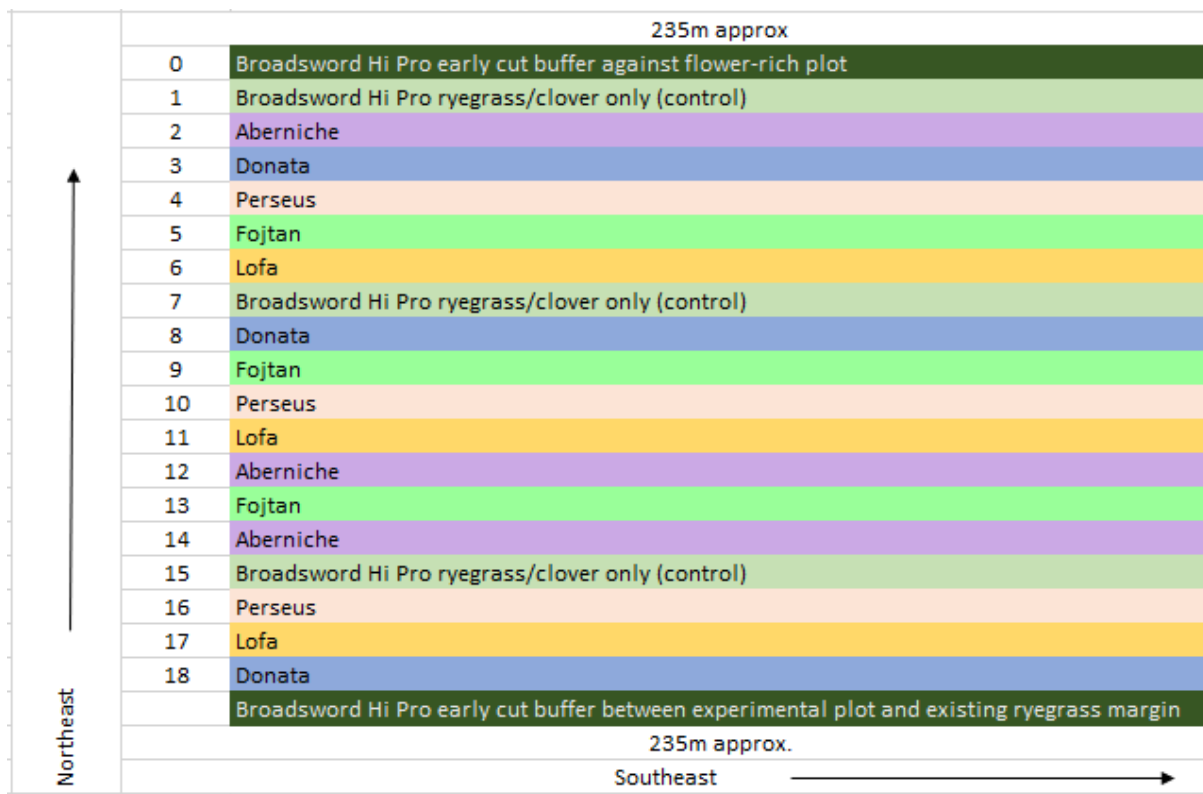 235m approx
0 Broadsword Hi Pro early cut buffer against flower-rich plot
1 Broadsword Hi Pro ryegrass/clover only (control)
2 Aberniche
3 Donata
4 Perseus
5 Fojtan
6 Lofa
7 Broadsword Hi Pro ryegrass/clover only (control)
8 Donata
9 Fojtan
10 Perseus
11 Lofa
12 Aberniche
13 Fojtan
14 Aberniche
15 Broadsword Hi Pro ryegrass/clover only (control)
16 Perseus
17 Lofa
18 Donata
Broadsword Hi Pro early cut buffer between experimental plot and existing ryegrass margin
235m approx.
Northeast
Southeast